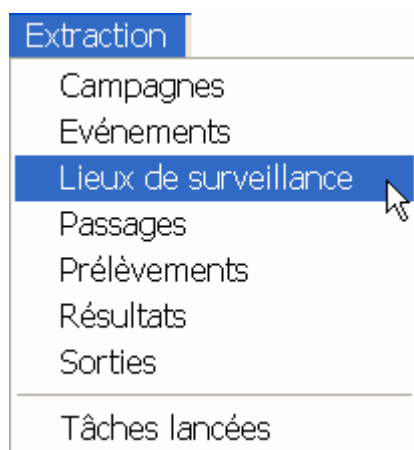 Extraction
Campagnes
Evénements
Lieux de surveillance
Passages
Prélèvements
Résultats
Sorties
Tâches lancées